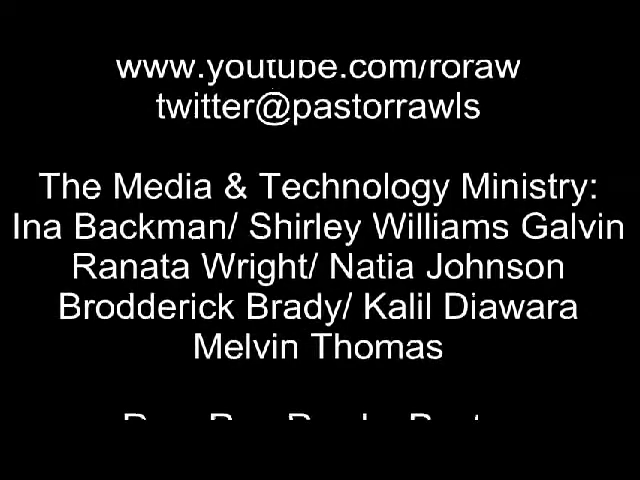 www.youtube.com/roraw
twitter@pastorrawls
The Media & Technology Ministry:
Ina Backman/ Shirley Williams Galvin
Ranata Wright/ Natia Johnson
Brodderick Brady/ Kalil Diawara
Melvin Thomas